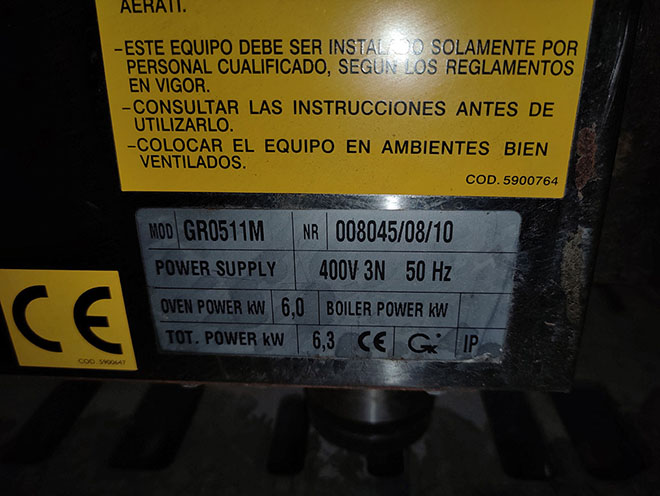 AERATI.
-ESTE EQUIPO DEBE SER INSTALADO SOLAMENTE POR
PERSONAL CUALIFICADO, SEGUN LOS REGLAMENTOS
EN VIGOR.
-CONSULTAR LAS INSTRUCCIONES ANTES DE
UTILIZARLO.
-COLOCAR EL EQUIPO EN AMBIENTES BIEN
VENTILADOS.
COD. 5900764
MOD GR0511M NR 008045/08/10
POWER SUPPLY 400V 3N 50 Hz
OVEN POWER kW 6,0 BOILER POWER kW
TOT. POWER kW 6,3 CE IP
CE
COD. 5900647